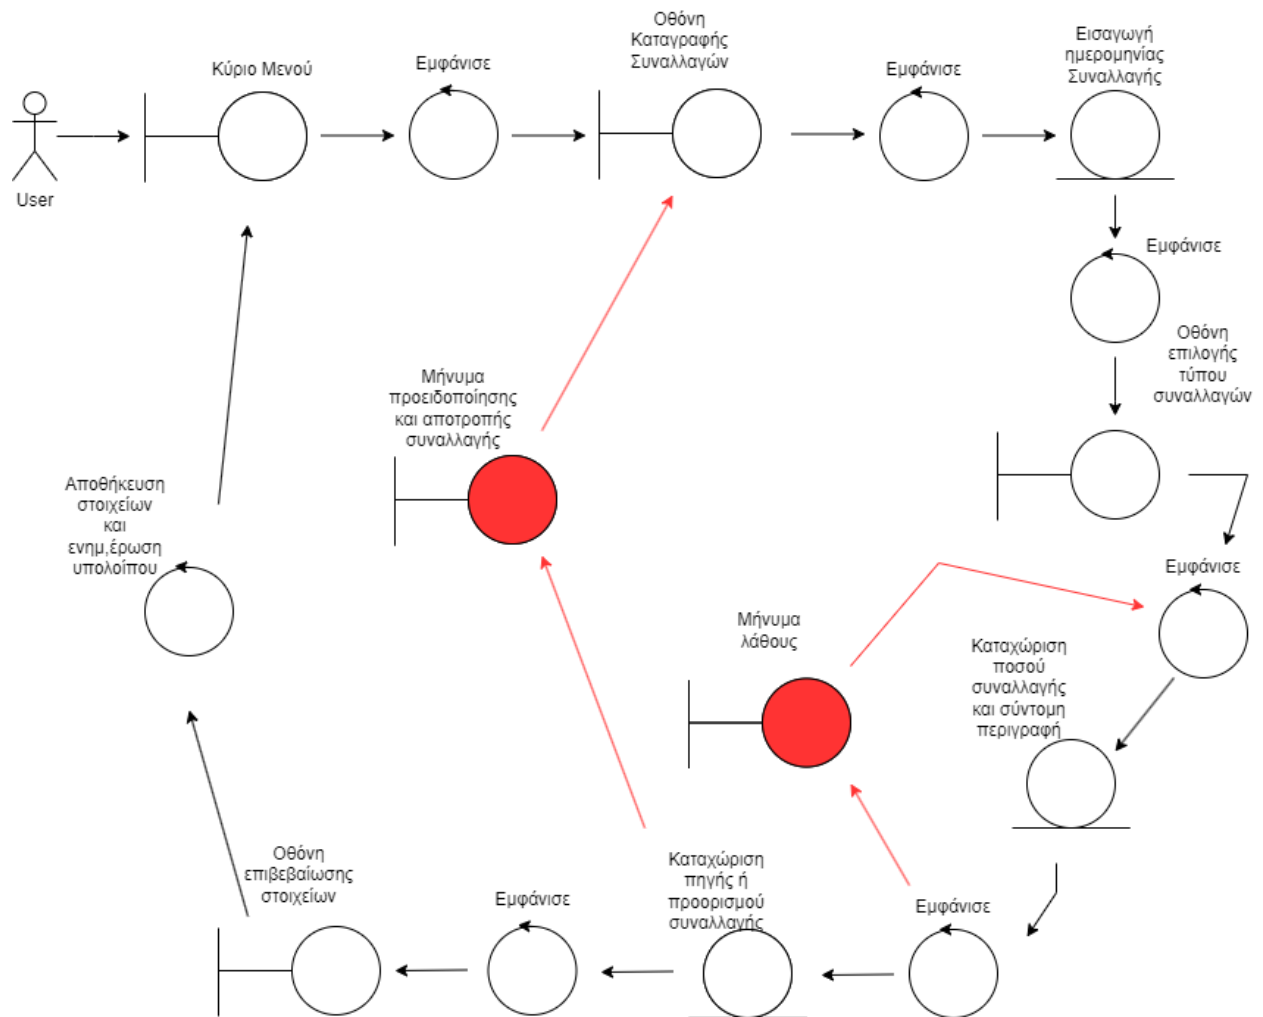 User
Κύριο Μενού
Εμφάνισε
Οθόνη
Καταγραφής
Συναλλαγών
Εμφάνισε
Εισαγωγή
ημερομηνίας
Συναλλαγής
Εμφάνισε
Οθόνη
επιλογής
τύπου
συναλλαγών
Εμφάνισε
Καταχώριση
ποσού
συναλλαγής
και σύντομη
περιγραφή
Εμφάνισε
Μήνυμα
λάθους
Καταχώριση
πηγής ή
προορισμού
συναλλαγής
Μήνυμα
προειδοποίησης
και αποτροπής
συναλλαγής
Εμφάνισε
Οθόνη
επιβεβαίωσης
στοιχείων
Αποθήκευση
στοιχείων
και
ενημ,έρωση
υπολοίπου